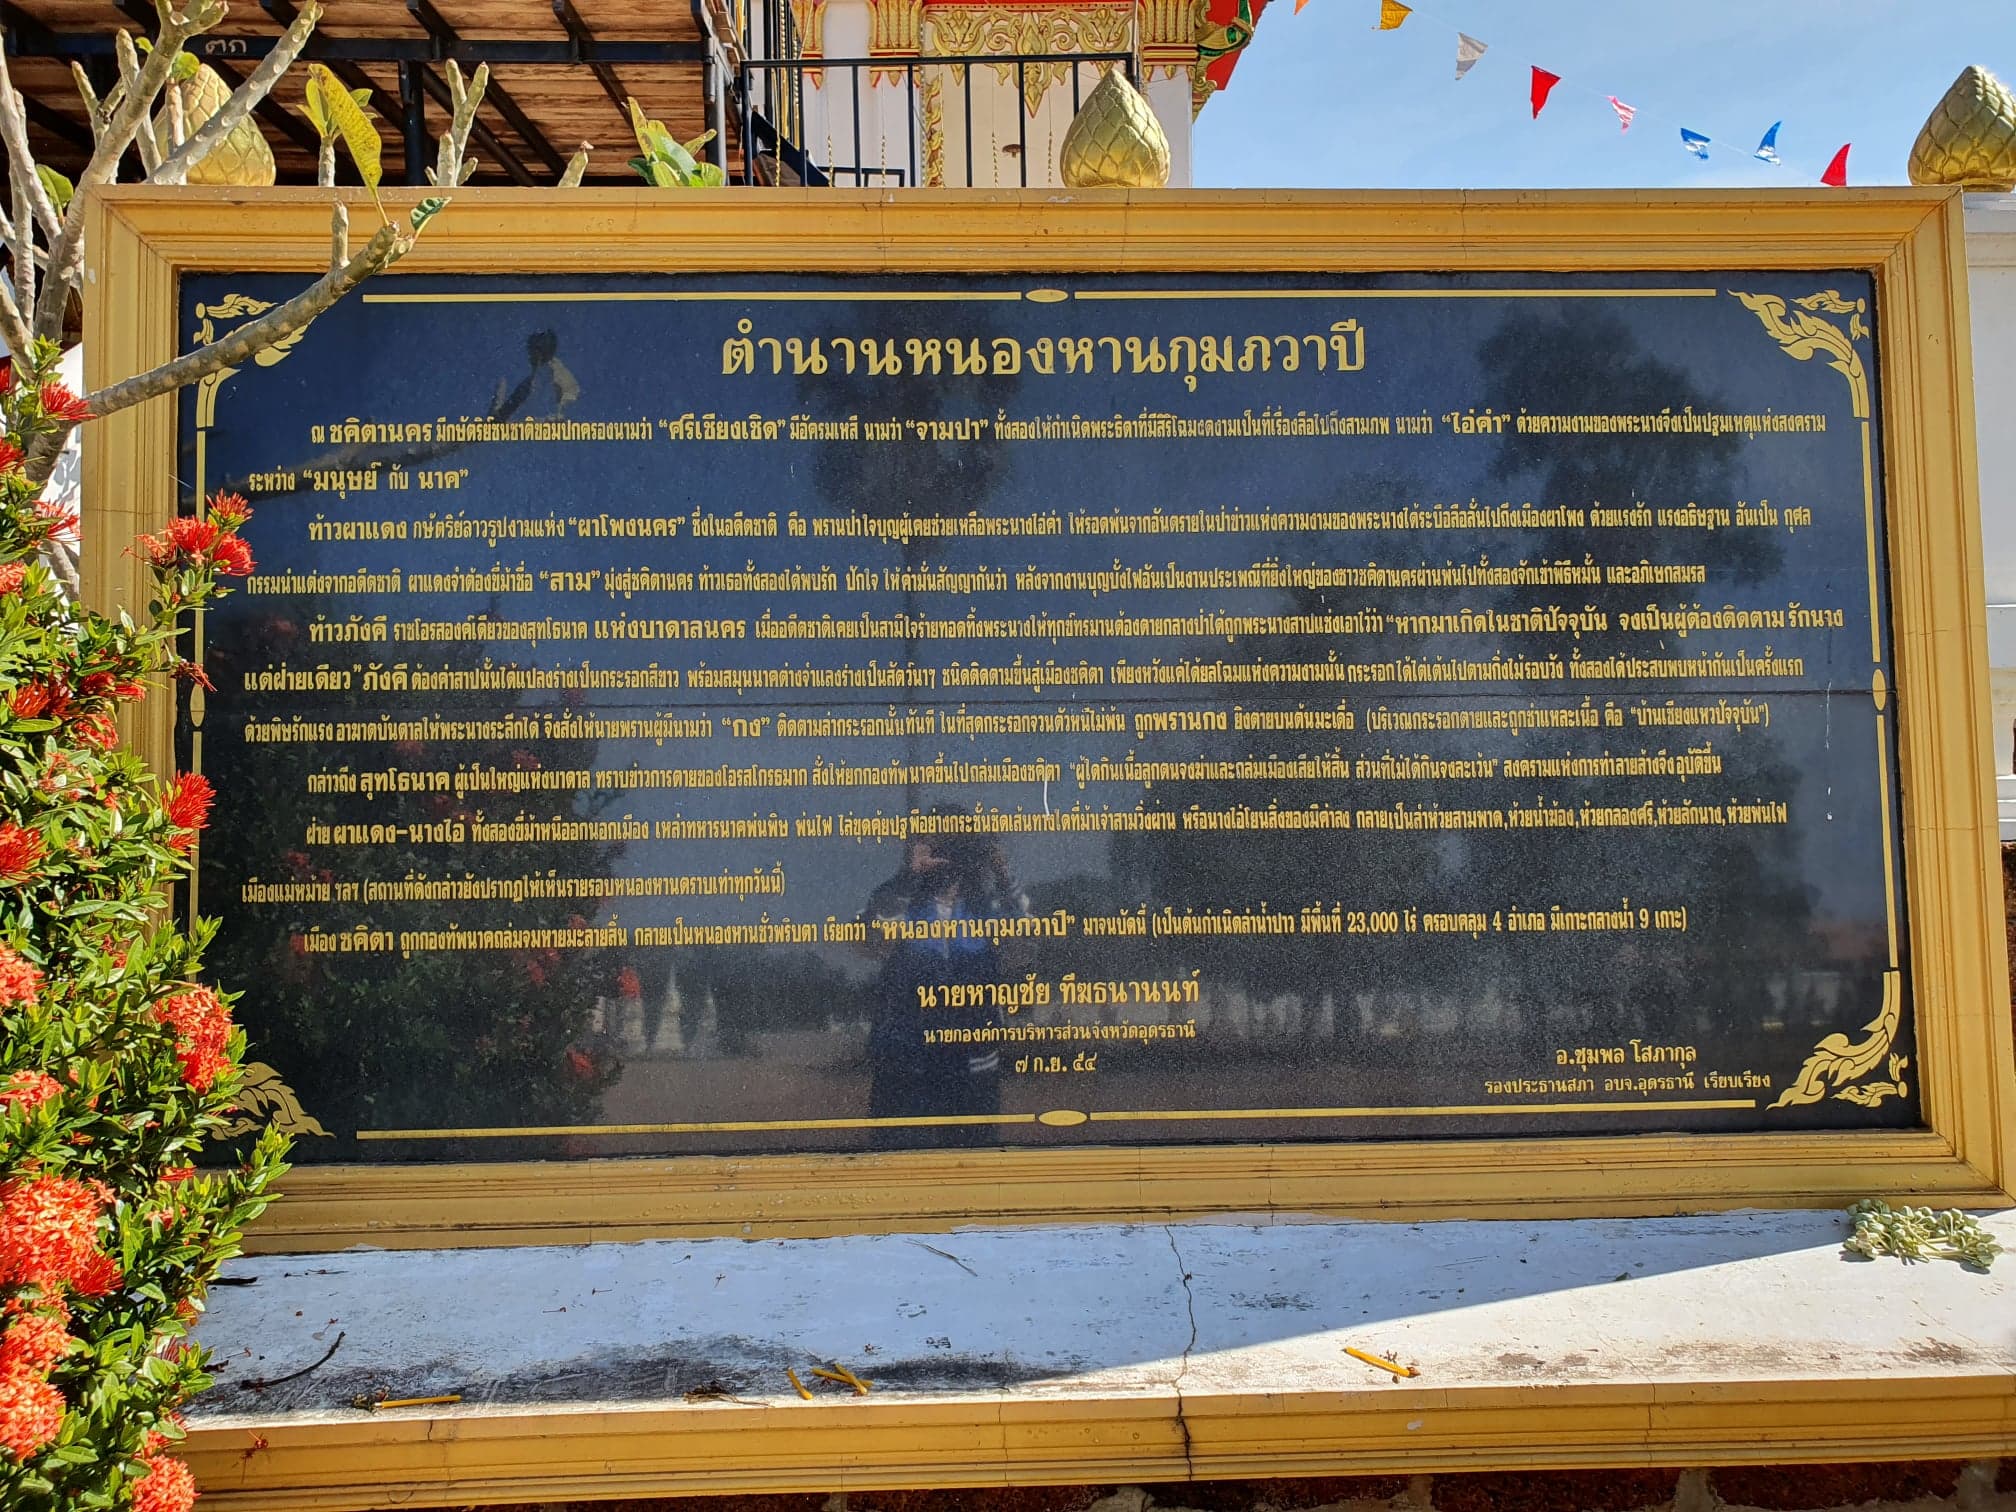 ตก
ตำนานหนองหานกุมภวาปี
ณ ชคิตานคร มีกษัตริย์ชนชาติขอมปกครองนามว่า “ศรีเชียงเชิด” มีอัครมเหสี นามว่า “จามปา” ทั้งสองให้กำเนิดพระธิดาที่มีสิริโฉมงดงามเป็นที่เรื่องลือไปถึงสามภพ นามว่า “ไอ่คำ” ด้วยความงามของพระนางจึงเป็นปฐมเหตุแห่งสงคราม
ระหว่าง “มนุษย์ กับ นาค”
ท้าวผาแดง กษัตริย์ลาวรูปงามแห่ง “ผาโพงนคร” ซึ่งในอดีตชาติ คือ พรานป่าใจบุญผู้เคยช่วยเหลือพระนางไอ่คำ ให้รอดพ้นจากอันตรายในป่าข่าวแห่งความงามของพระนางได้ระบือลือลั่นไปถึงเมืองผาโพง ด้วยแรงรัก แรงอธิษฐาน อันเป็น กุศล
กรรมนำแต่งจากอดีตชาติ ผาแดงจำต้องขี่ม้าชื่อ “สาม” มุ่งสู่ชคิตานคร ท้าวเธอทั้งสองได้พบรัก ปักใจ ให้คำมั่นสัญญากันว่า หลังจากงานบุญบั้งไฟอันเป็นงานประเพณีที่ยิ่งใหญ่ของชาวชคิตานครผ่านพ้นไปทั้งสองจักเข้าพิธีหมั้น และอภิเษกสมรส
ท้าวภังคี ราชโอรสองค์เดียวของสุทโธนาค แห่งบาดาลนคร เมื่ออดีตชาติเคยเป็นสามีใจร้ายทอดทิ้งพระนางให้ทุกข์ทรมานต้องตายกลางป่าได้ถูกพระนางสาปแช่งเอาไว้ว่า “หากมาเกิดในชาติปัจจุบัน จงเป็นผู้ต้องติดตาม รักนาง
แต่ฝ่ายเดียว” ภังคี ต้องคำสาปนั้นได้แปลงร่างเป็นกระรอกสีขาว พร้อมสมุนนาคต่างจำแลงร่างเป็นสัตว์นาๆ ชนิดติดตามขึ้นสู่เมืองชคิตา เพียงหวังแค่ได้ยลโฉมแห่งความงามนั้น กระรอกได้ไต่เต้นไปตามกิ่งไม้รอบวัง ทั้งสองได้ประสบพบหน้ากันเป็นครั้งแรก
ด้วยพิษรักแรง อาฆาตบันดาลให้พระนางระลึกได้ จึงสั่งให้นายพรานผู้มีนามว่า “กง” ติดตามล่ากระรอกนั้นทันที ในที่สุดกระรอกจวนตัวหนีไม่พ้น ถูกพรานกง ยิงตายบนต้นมะเดื่อ (บริเวณกระรอกตายและถูกชำแหละเนื้อ คือ “บ้านเชียงแหวปัจจุบัน”)
กล่าวถึง สุทโธนาค ผู้เป็นใหญ่แห่งบาดาล ทราบข่าวการตายของโอรสโกรธมาก สั่งให้ยกกองทัพนาคขึ้นไปถล่มเมืองชคิตา “ผู้ใดกินเนื้อลูกตนจงฆ่าและถล่มเมืองเสียให้สิ้น ส่วนที่ไม่ได้กินจงละเว้น” สงครามแห่งการทำลายล้างจึงอุบัติขึ้น
ฝ่าย ผาแดง-นางไอ่ ทั้งสองขี่ม้าหนีออกนอกเมือง เหล่าทหารนาคพ่นพิษ พ่นไฟ ไล่ขุดคุ้ยปฐพีอย่างกระชั้นชิดเส้นทางใดที่ม้าเจ้าสามวิ่งผ่าน หรือนางไอ่โยนสิ่งของมีค่าลง กลายเป็นลำห้วยสามพาด,ห้วยน้ำฆ้อง,ห้วยกลองศรี,ห้วยลักนาง,ห้วยพ่นไฟ
เมืองแม่หม้าย ฯลฯ (สถานที่ดังกล่าวยังปรากฏให้เห็นรายรอบหนองหานตราบเท่าทุกวันนี้)
เมือง ชคิตา ถูกกองทัพนาคถล่มจมหายมะลายสิ้น กลายเป็นหนองหานชั่วพริบตา เรียกว่า “หนองหานกุมภวาปี” มาจนบัดนี้ (เป็นต้นกำเนิดลำน้ำปาว มีพื้นที่ 23,000 ไร่ ครอบคลุม 4 อำเภอ มีเกาะกลางน้ำ 9 เกาะ)
นายหาญชัย ทีฆธนานนท์
นายกองค์การบริหารส่วนจังหวัดอุดรธานี
๗ ก.ย. ๕๔
อ.ชุมพล โสภากุล
รองประธานสภา อบจ.อุดรธานี เรียบเรียง